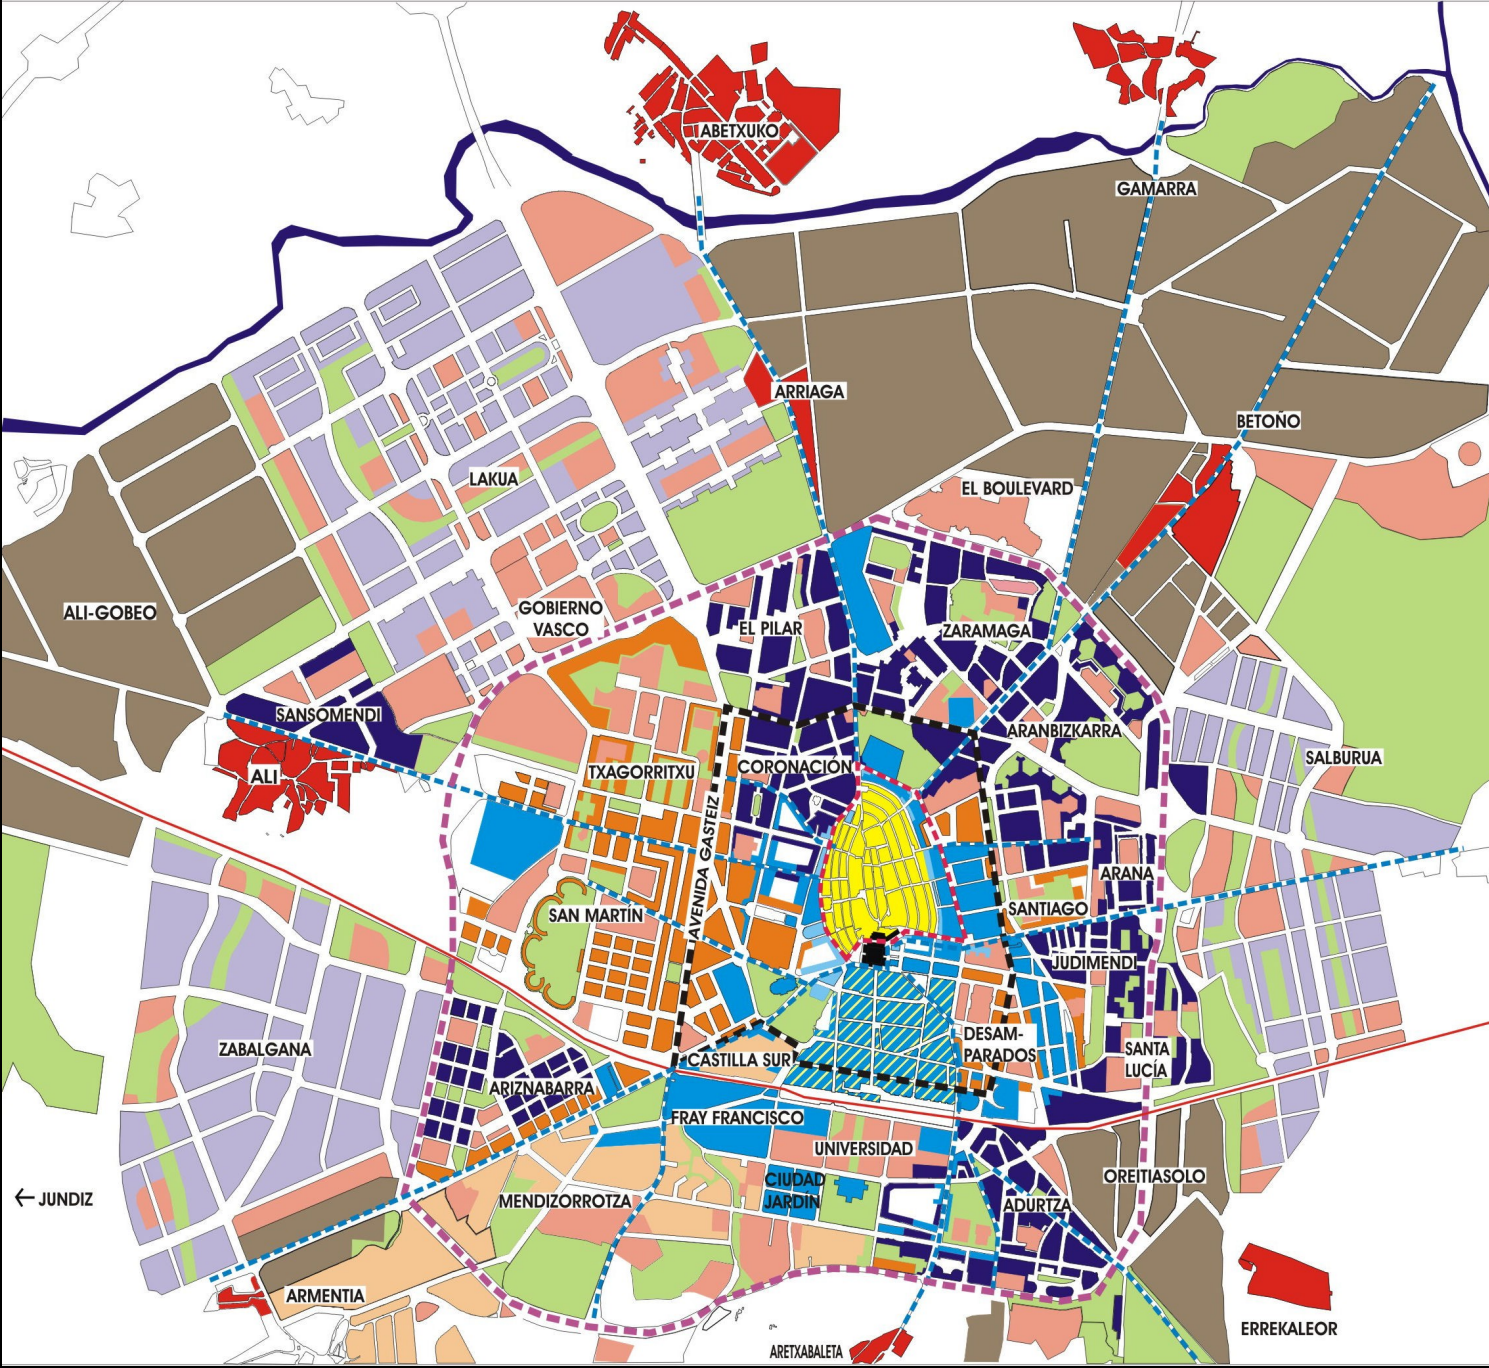 ABETXUKO
GAMARRA
ARRIAGA
BETOÑO
LAKUA
EL BOULEVARD
ALI-GOBEO
GOBIERNO
VASCO
EL PILAR
ZARAMAGA
SANSOMENDI
ARANBIZKARRA
SALBURUA
ALI
TXAGORRITXU
CORONACIÓN
AVENIDA GASTEIZ
ARANA
SAN MARTÍN
SANTIAGO
JUDIMENDI
ZABALGANA
DESAM-
PARADOS
SANTA
LUCÍA
CASTILLA SUR
ARIZNABARRA
FRAY FRANCISCO
UNIVERSIDAD
OREITIASOLO
CIUDAD
JARDÍN
← JUNDIZ
MENDIZORROTZA
ADURTZA
ARMENTIA
ERREKALEOR
ARETXABALETA